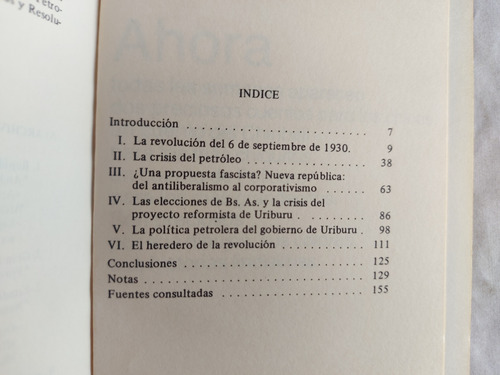 Petro-
s y Resolu-
Ahora
INDICE
Introducción . . . . . . . . . . . . . . . . . . . . . . 7
I. La revolución del 6 de septiembre de 1930. 9
II. La crisis del petróleo . . . . . . . . . . . . . . . 38
III. ¿Una propuesta fascista? Nueva república:
del antiliberalismo al corporativismo . . . . 63
IV. Las elecciones de Bs. As. y la crisis del
proyecto reformista de Uriburu . . . . . . . . 86
V. La política petrolera del gobierno de Uriburu . 98
VI. El heredero de la revolución . . . . . . . . . . 111
Conclusiones . . . . . . . . . . . . . . . . . . . . . . 125
Notas . . . . . . . . . . . . . . . . . . . . . . . . . . 129
Fuentes consultadas . . . . . . . . . . . . . . . . . 155